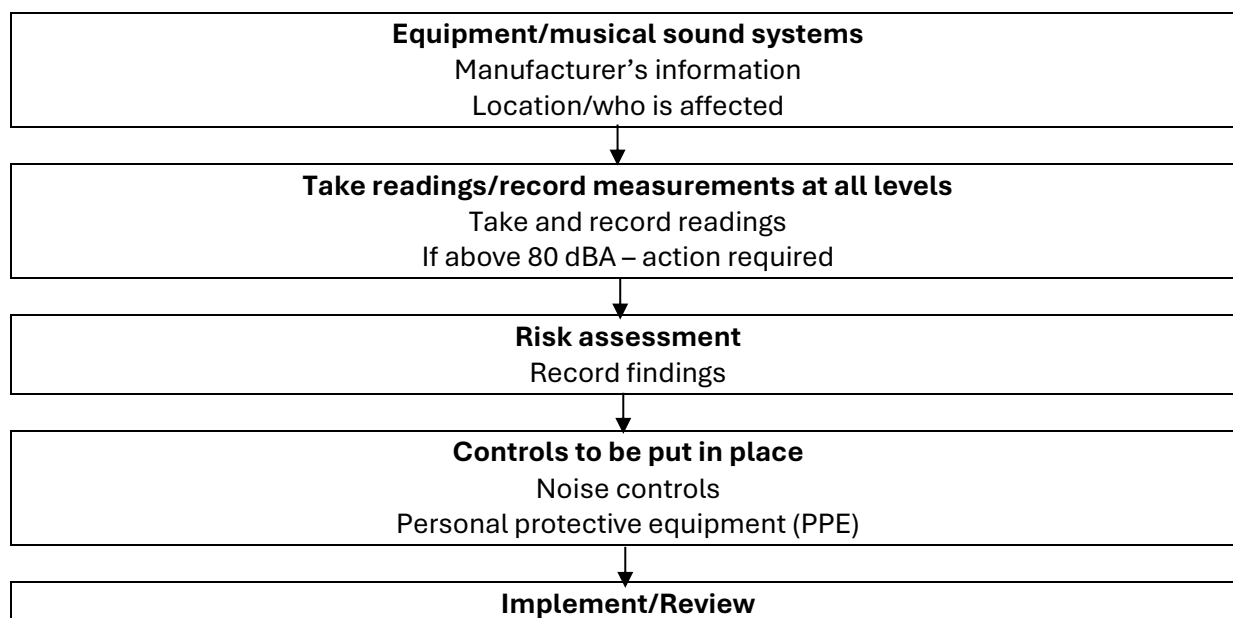 Equipment/musical sound systems
Manufacturer’s information
Location/who is affected
Take readings/record measurements at all levels
Take and record readings
If above 80 dBA – action required
Risk assessment
Record findings
Controls to be put in place
Noise controls
Personal protective equipment (PPE)
Implement/Review